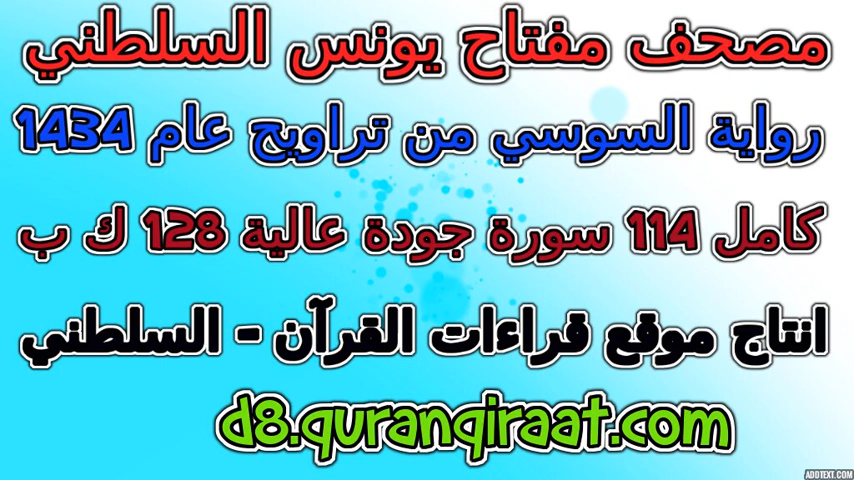 مصحف مفتاح يونس السلطني
رواية السوسي من تراويح عام 1434
كامل 114 سورة جودة عالية 128 ك ب
انتاج موقع قراءات القرآن - السلطني
d8.quranqiraat.com
ADDTEXT.COM